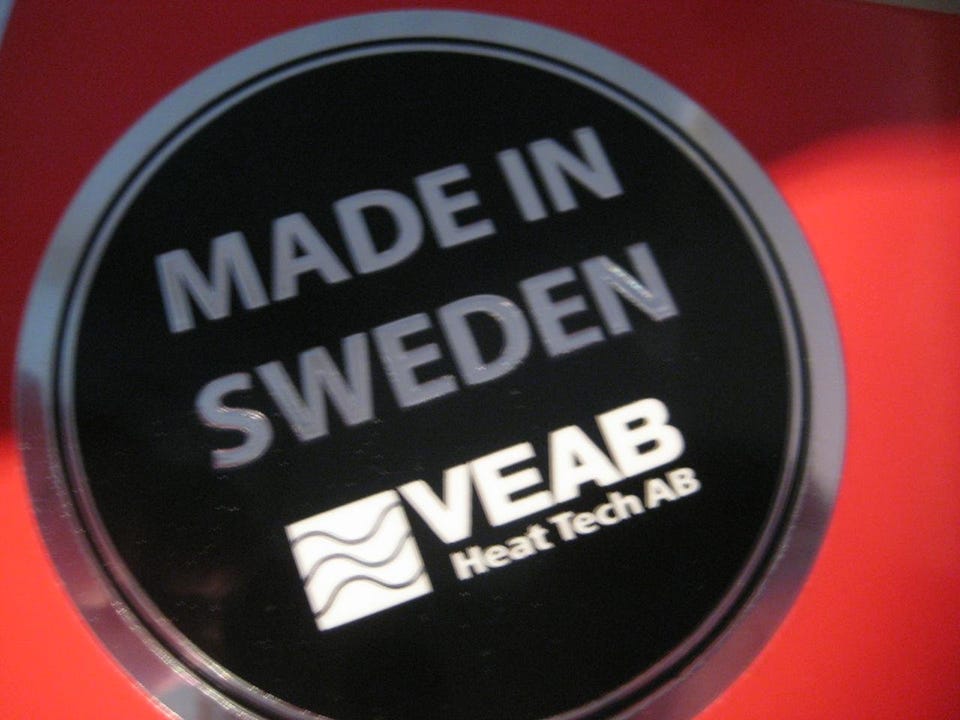 MADE IN
SWEDEN
VEAB
Heat Tech AB